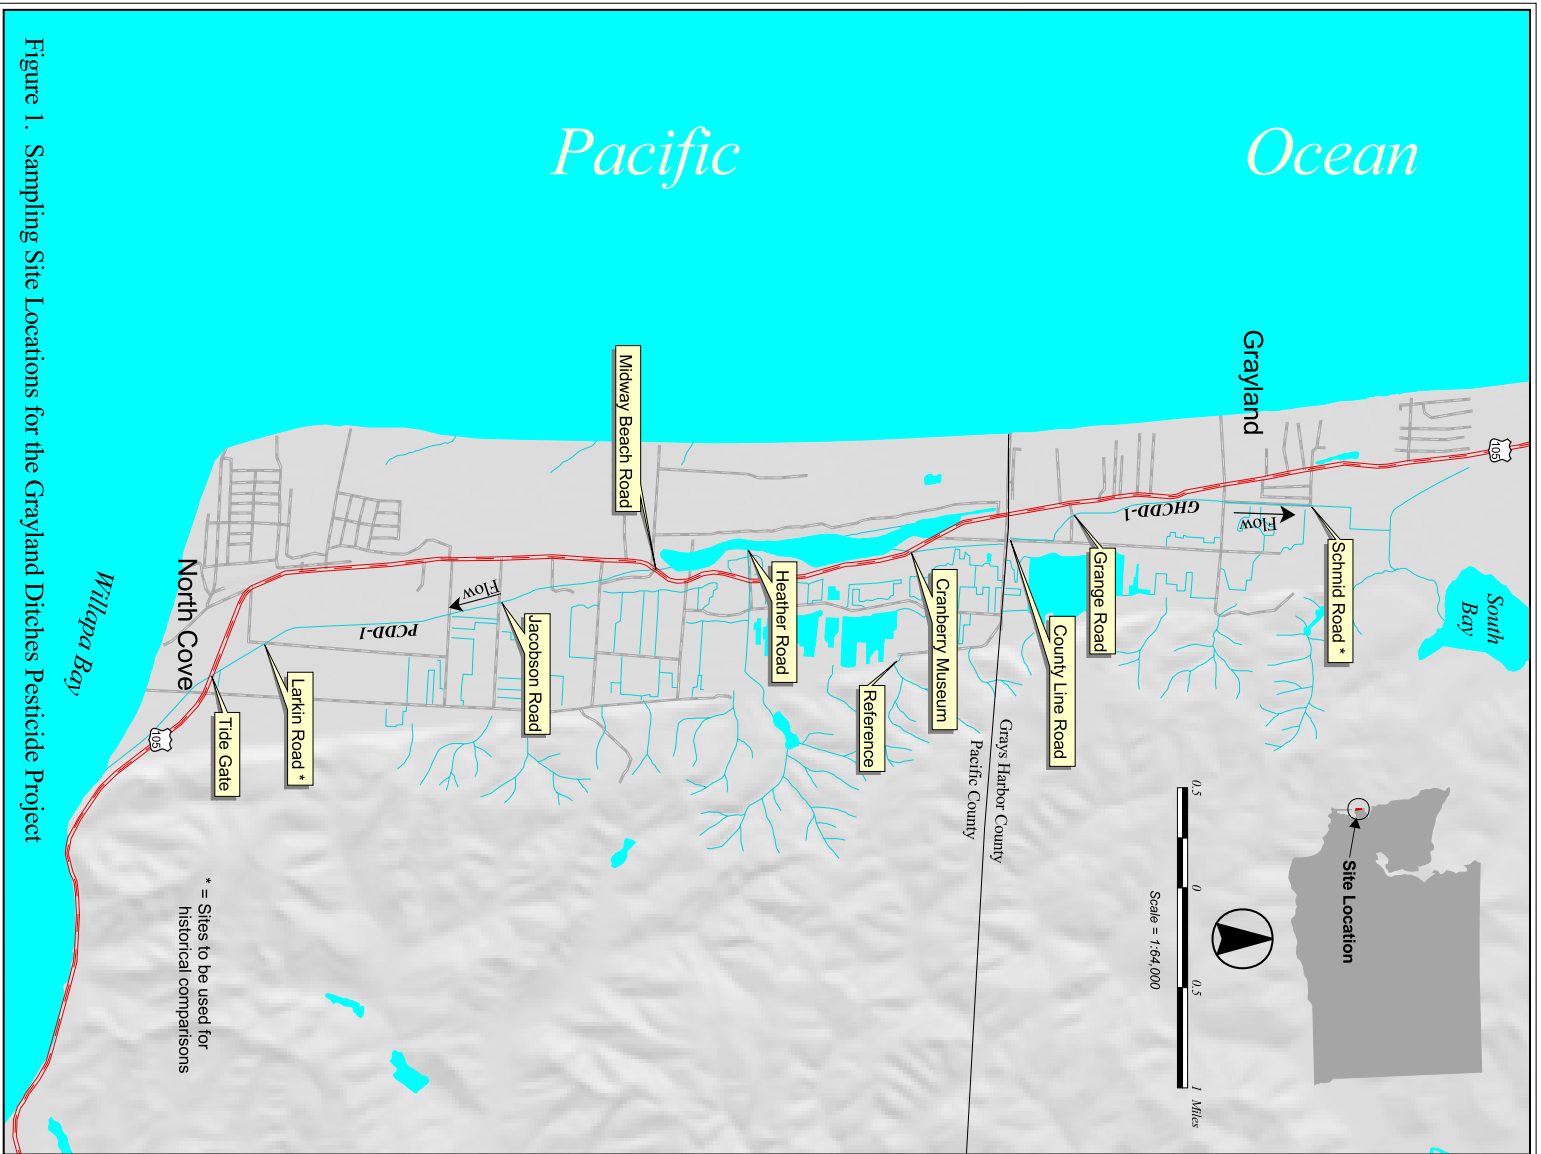 Pacific
Ocean
South
Bay
105
Grayland
Schmid Road *
Flow
GHCDD-1
Grange Road
County Line Road
Grays Harbor County
Pacific County
Cranberry Museum
Reference
Heather Road
Midway Beach Road
Jacobson Road
Flow
PCDD-1
Larkin Road *
Tide Gate
North Cove
105
Willapa Bay
Site Location
0.5 0 0.5 1 Miles
Scale = 1:64,000
* = Sites to be used for
historical comparisons
Figure 1. Sampling Site Locations for the Grayland Ditches Pesticide Project